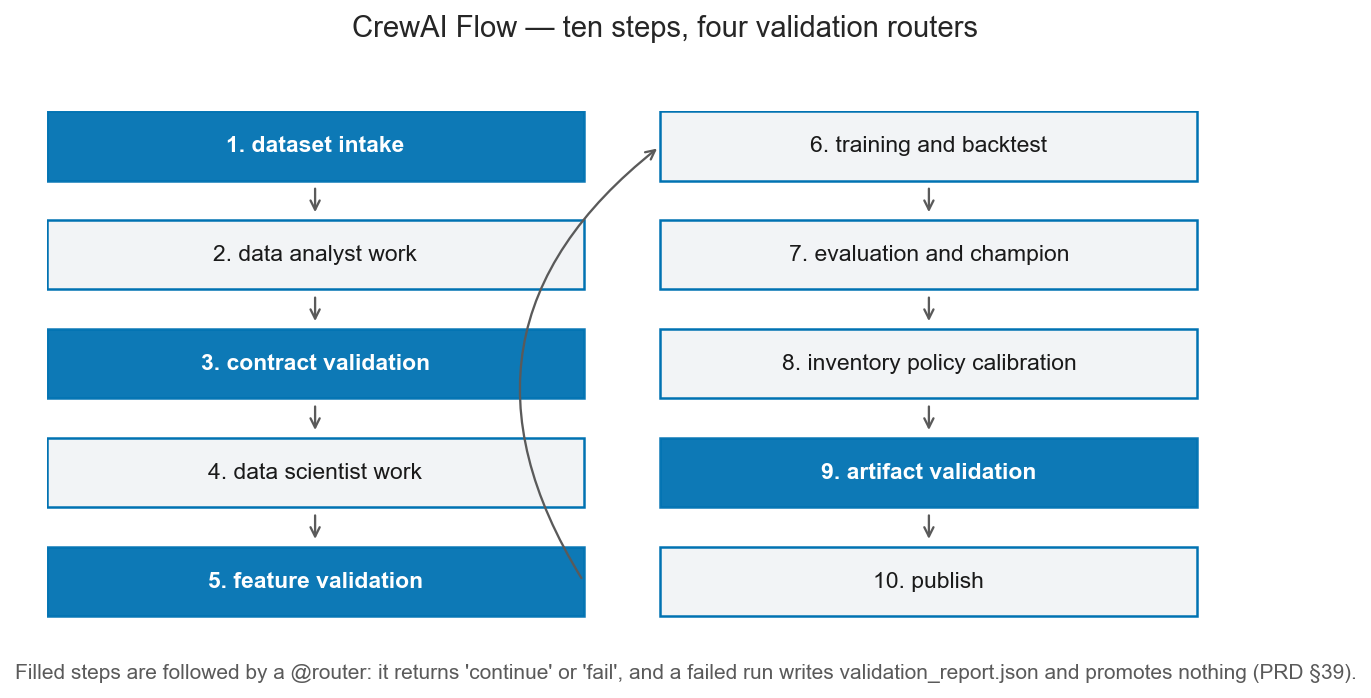 CrewAI Flow — ten steps, four validation routers
1. dataset intake
2. data analyst work
3. contract validation
4. data scientist work
5. feature validation
6. training and backtest
7. evaluation and champion
8. inventory policy calibration
9. artifact validation
10. publish
Filled steps are followed by a @router: it returns 'continue' or 'fail', and a failed run writes validation_report.json and promotes nothing (PRD §39).